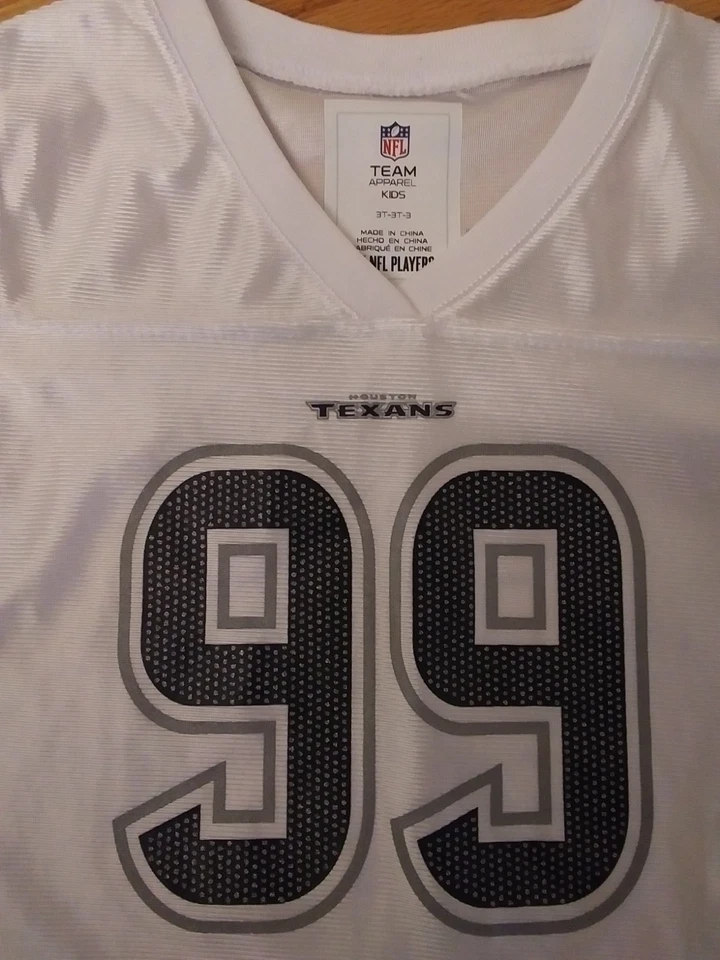 NFL
TEAM
APPAREL
KIDS
3T-3T-3
MADE IN CHINA
HECHO EN CHINA
FABRIQUÉ EN CHINE
NFL PLAYERS
HOUSTON
TEXANS
99